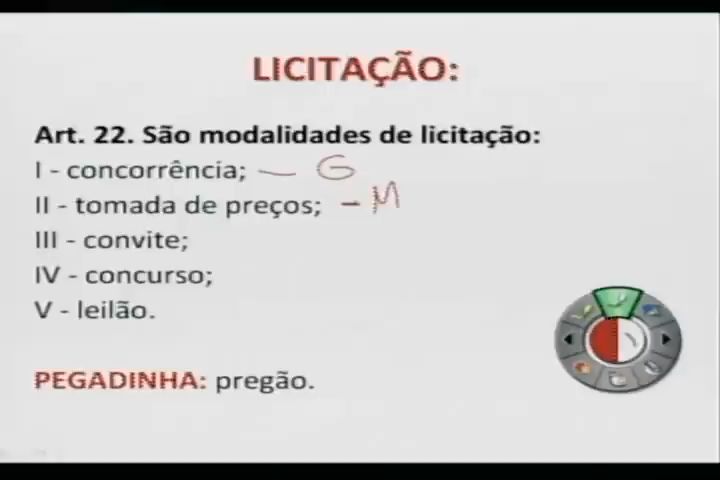 LICITAÇÃO:
Art. 22. São modalidades de licitação:
I - concorrência; — G
II - tomada de preços; - M
III - convite;
IV - concurso;
V - leilão.
PEGADINHA: pregão.